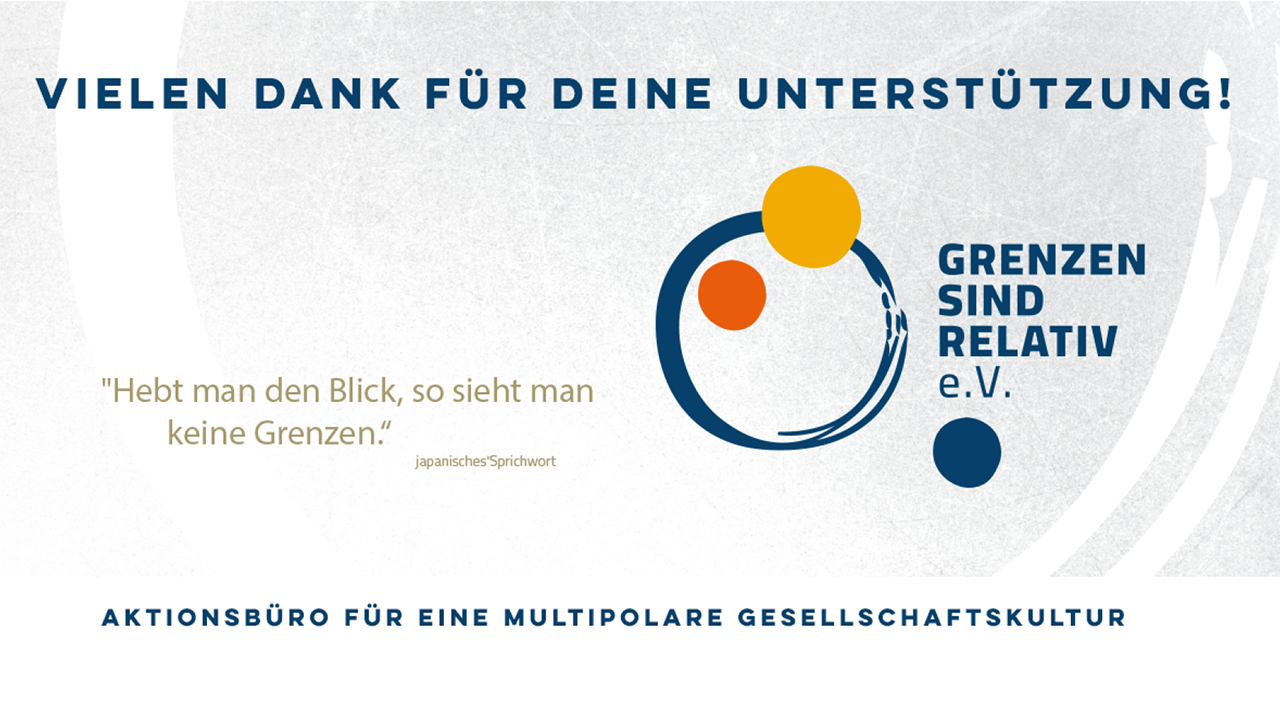 VIELEN DANK FÜR DEINE UNTERSTÜTZUNG!
GRENZEN
SIND
RELATIV
e.V.
"Hebt man den Blick, so sieht man
keine Grenzen.“
japanisches'Sprichwort
AKTIONSBÜRO FÜR EINE MULTIPOLARE GESELLSCHAFTSKULTUR